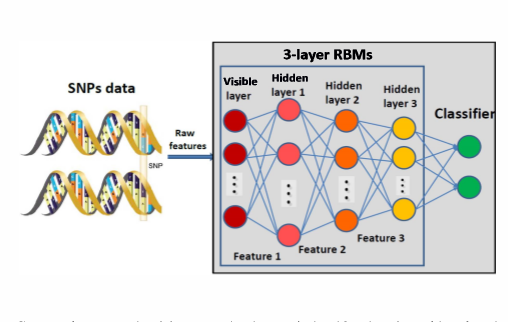 3-layer RBMs
SNPs data
Visible
layer
Hidden
layer 1
Hidden
layer 2
Hidden
layer 3
Classifier
Raw
features
SNP
Feature 1
Feature 2
Feature 3